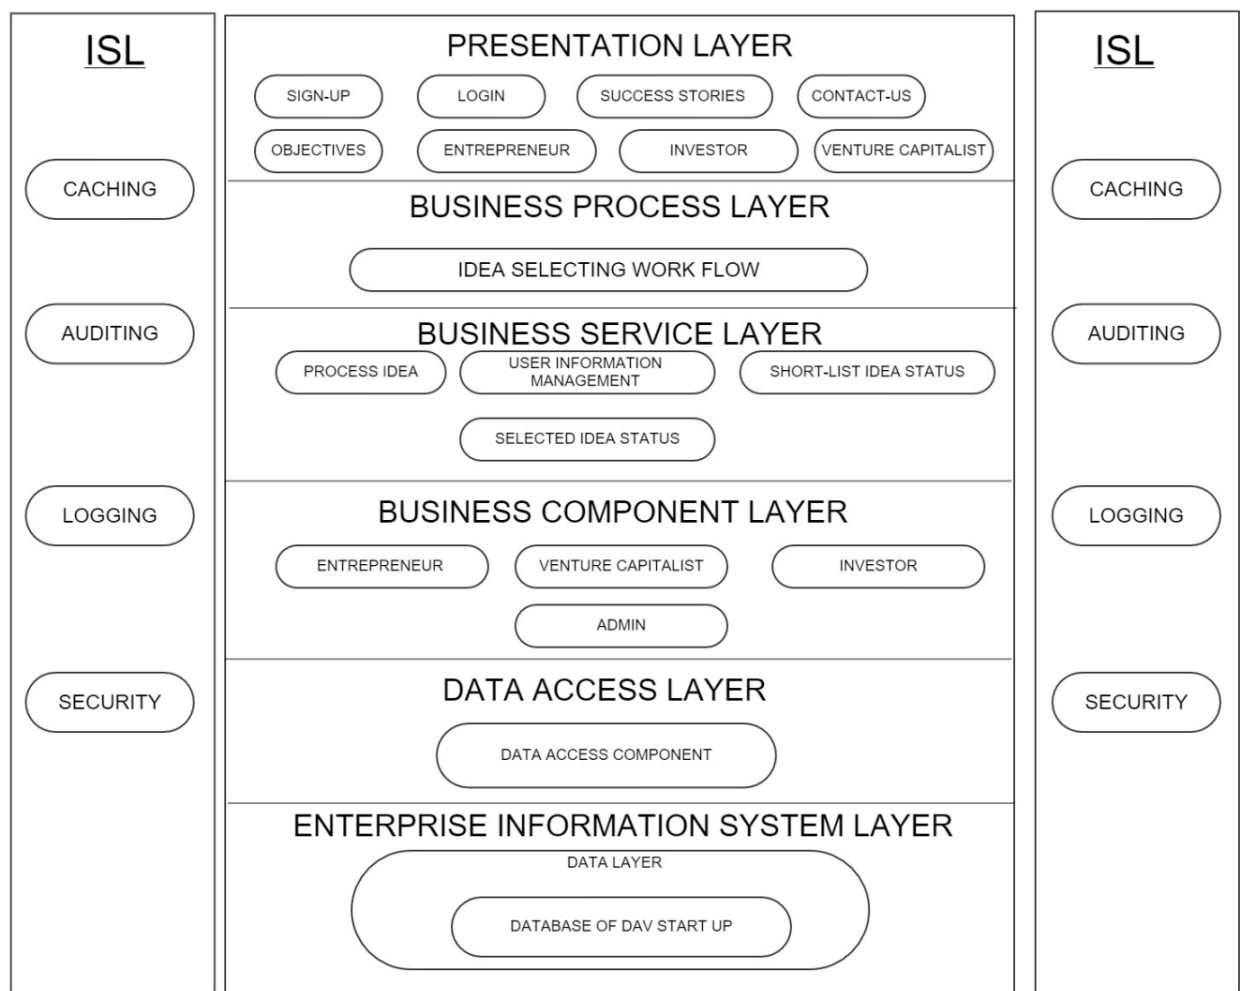 ISL
CACHING
AUDITING
LOGGING
SECURITY
PRESENTATION LAYER
SIGN-UP
LOGIN
SUCCESS STORIES
CONTACT-US
OBJECTIVES
ENTREPRENEUR
INVESTOR
VENTURE CAPITALIST
BUSINESS PROCESS LAYER
IDEA SELECTING WORK FLOW
BUSINESS SERVICE LAYER
PROCESS IDEA
USER INFORMATION
MANAGEMENT
SHORT-LIST IDEA STATUS
SELECTED IDEA STATUS
BUSINESS COMPONENT LAYER
ENTREPRENEUR
VENTURE CAPITALIST
INVESTOR
ADMIN
DATA ACCESS LAYER
DATA ACCESS COMPONENT
ENTERPRISE INFORMATION SYSTEM LAYER
DATA LAYER
DATABASE OF DAV START UP
ISL
CACHING
AUDITING
LOGGING
SECURITY